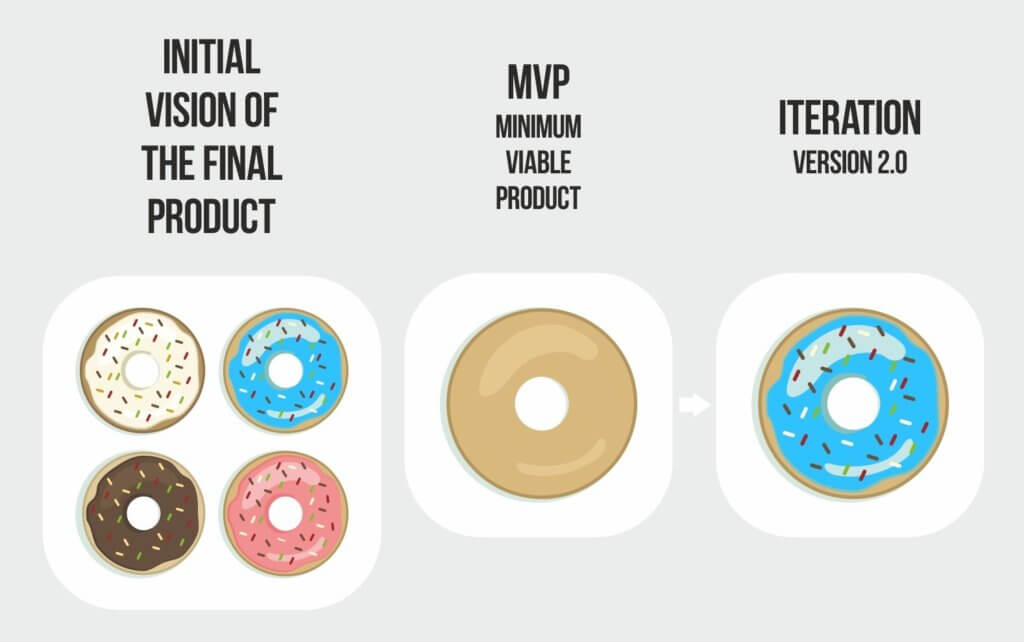 INITIAL
VISION OF
THE FINAL
PRODUCT
MVP
MINIMUM
VIABLE
PRODUCT
ITERATION
VERSION 2.0